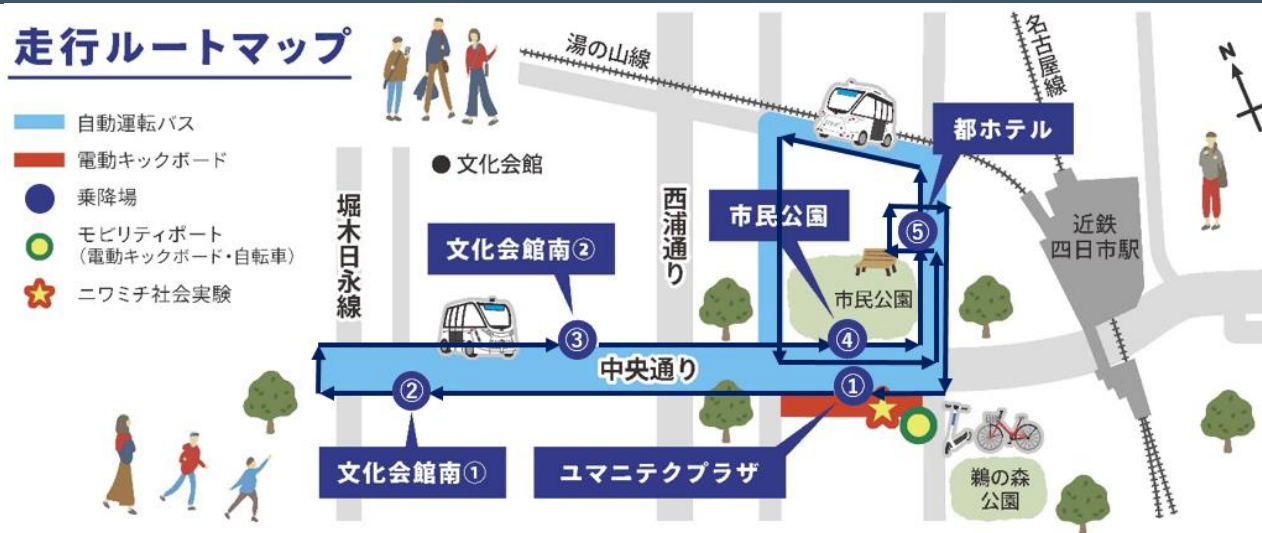 走行ルートマップ
自動運転バス
電動キックボード
乗降場
モビリティポート
(電動キックボード・自転車)
ニワミチ社会実験
湯の山線
名古屋線
N
都ホテル
文化会館
堀木日永線
西浦通り
市民公園
文化会館南②
⑤
近鉄
四日市駅
市民公園
③
④
中央通り
②
①
文化会館南①
ユマニテクプラザ
鵜の森
公園